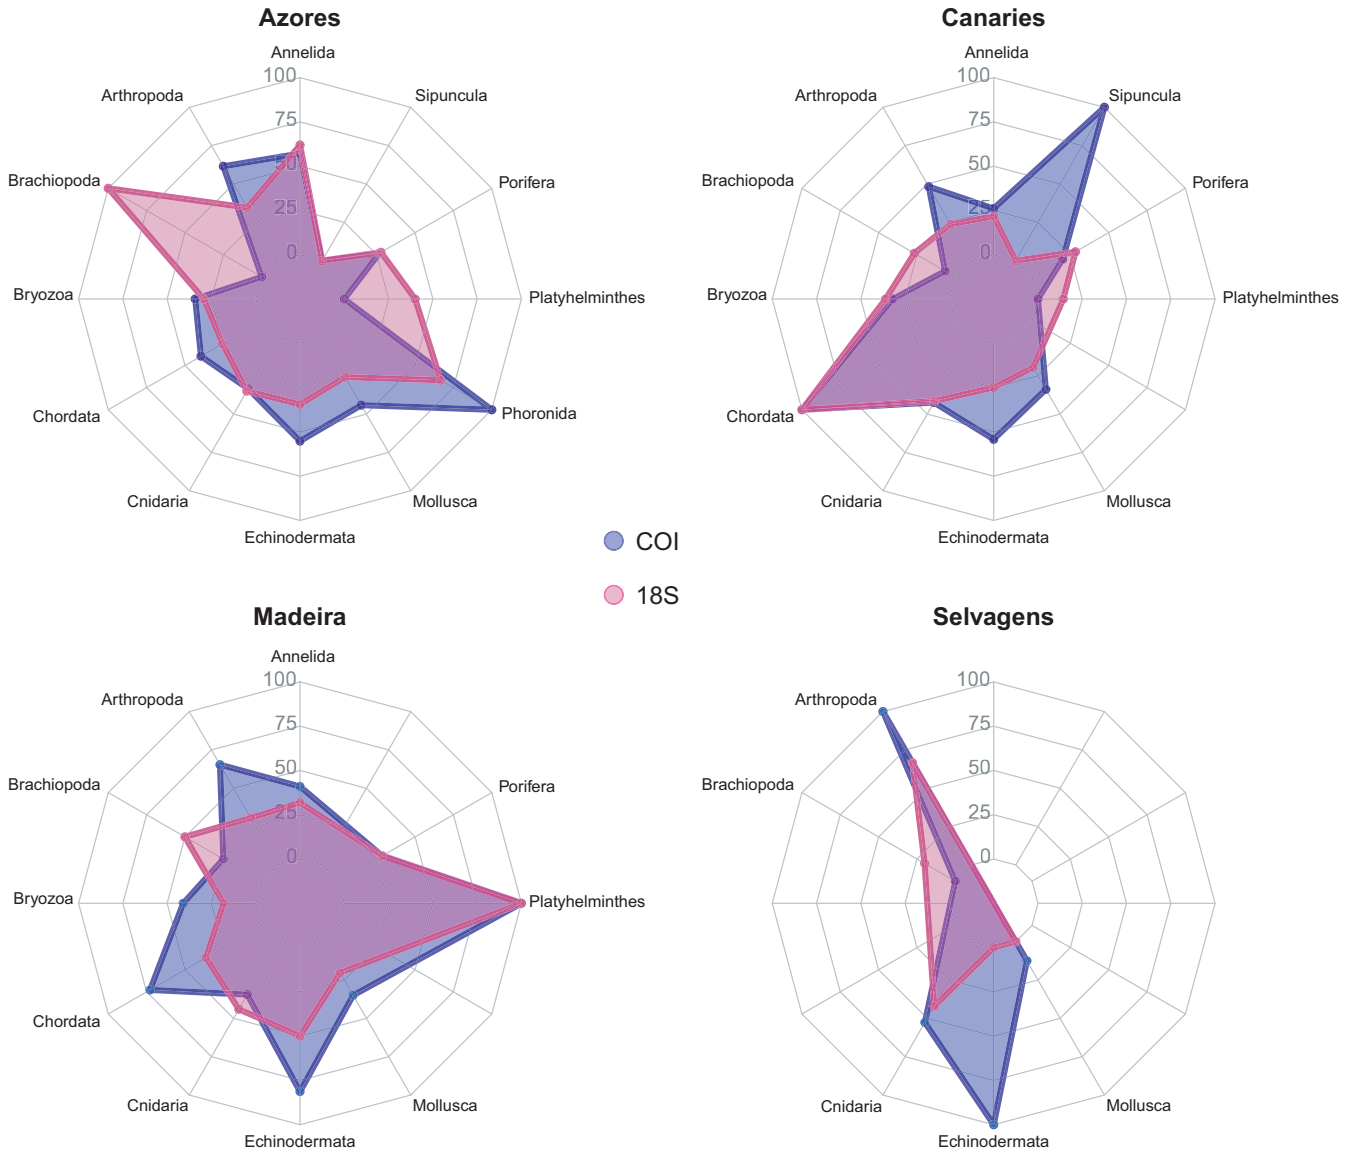 Azores
Canaries
Annelida
Annelida
100
100
Arthropoda
Sipuncula
Arthropoda
Sipuncula
75
75
50
50
Brachiopoda
Porifera
Brachiopoda
Porifera
25
25
0
0
Bryozoa
Platyhelminthes
Bryozoa
Platyhelminthes
Chordata
Phoronida
Chordata
Cnidaria
Mollusca
Cnidaria
Mollusca
Echinodermata
Echinodermata
COI
18S
Madeira
Selvagens
Annelida
100
100
Arthropoda
Arthropoda
75
75
50
50
Brachiopoda
Porifera
Brachiopoda
25
25
0
0
Bryozoa
Platyhelminthes
Chordata
Cnidaria
Mollusca
Cnidaria
Mollusca
Echinodermata
Echinodermata